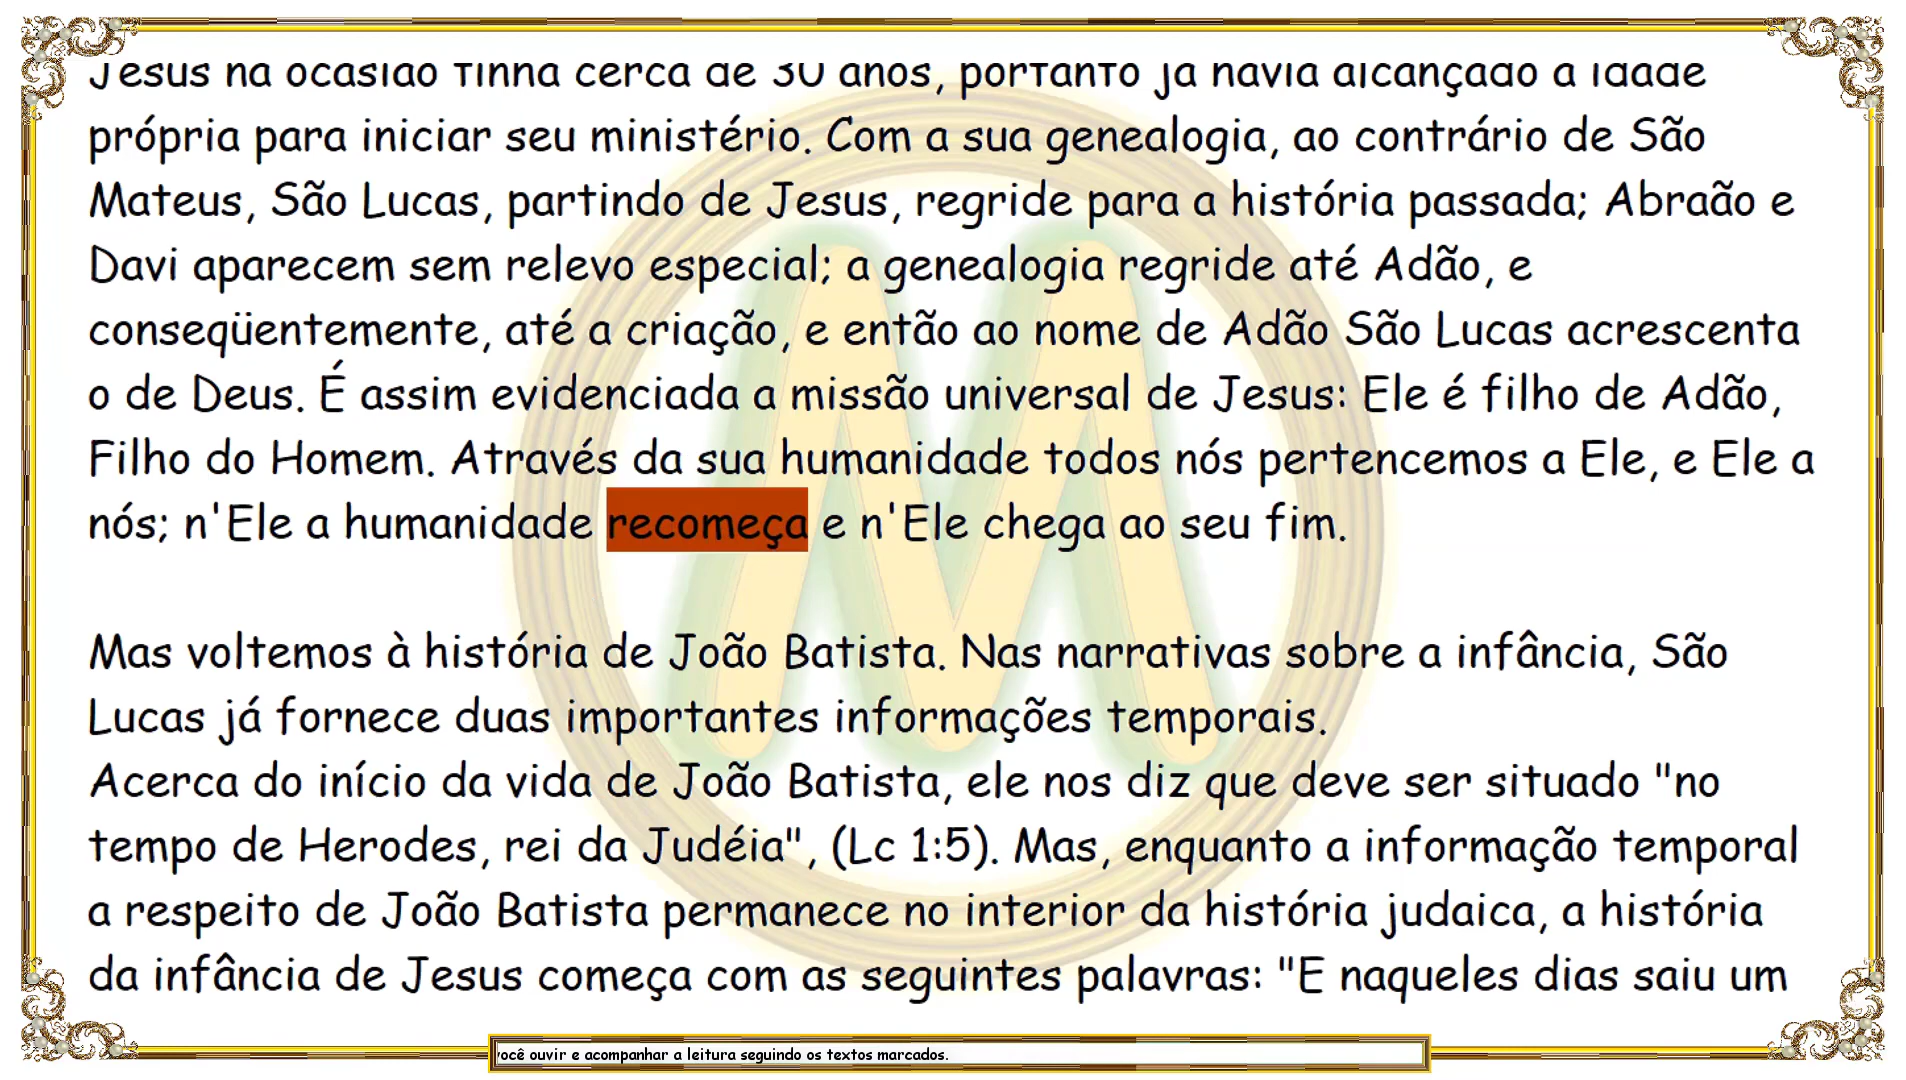 Jesus na ocasião tinha cerca de 30 anos, portanto já havia alcançado a idade
própria para iniciar seu ministério. Com a sua genealogia, ao contrário de São
Mateus, São Lucas, partindo de Jesus, regride para a história passada; Abraão e
Davi aparecem sem relevo especial; a genealogia regride até Adão, e
conseqüentemente, até a criação, e então ao nome de Adão São Lucas acrescenta
o de Deus. É assim evidenciada a missão universal de Jesus: Ele é filho de Adão,
Filho do Homem. Através da sua humanidade todos nós pertencemos a Ele, e Ele a
nós; n'Ele a humanidade recomeça e n'Ele chega ao seu fim.
Mas voltemos à história de João Batista. Nas narrativas sobre a infância, São
Lucas já fornece duas importantes informações temporais.
Acerca do início da vida de João Batista, ele nos diz que deve ser situado "no
tempo de Herodes, rei da Judéia", (Lc 1:5). Mas, enquanto a informação temporal
a respeito de João Batista permanece no interior da história judaica, a história
da infância de Jesus começa com as seguintes palavras: "E naqueles dias saiu um
ocê ouvir e acompanhar a leitura seguindo os textos marcados.
M